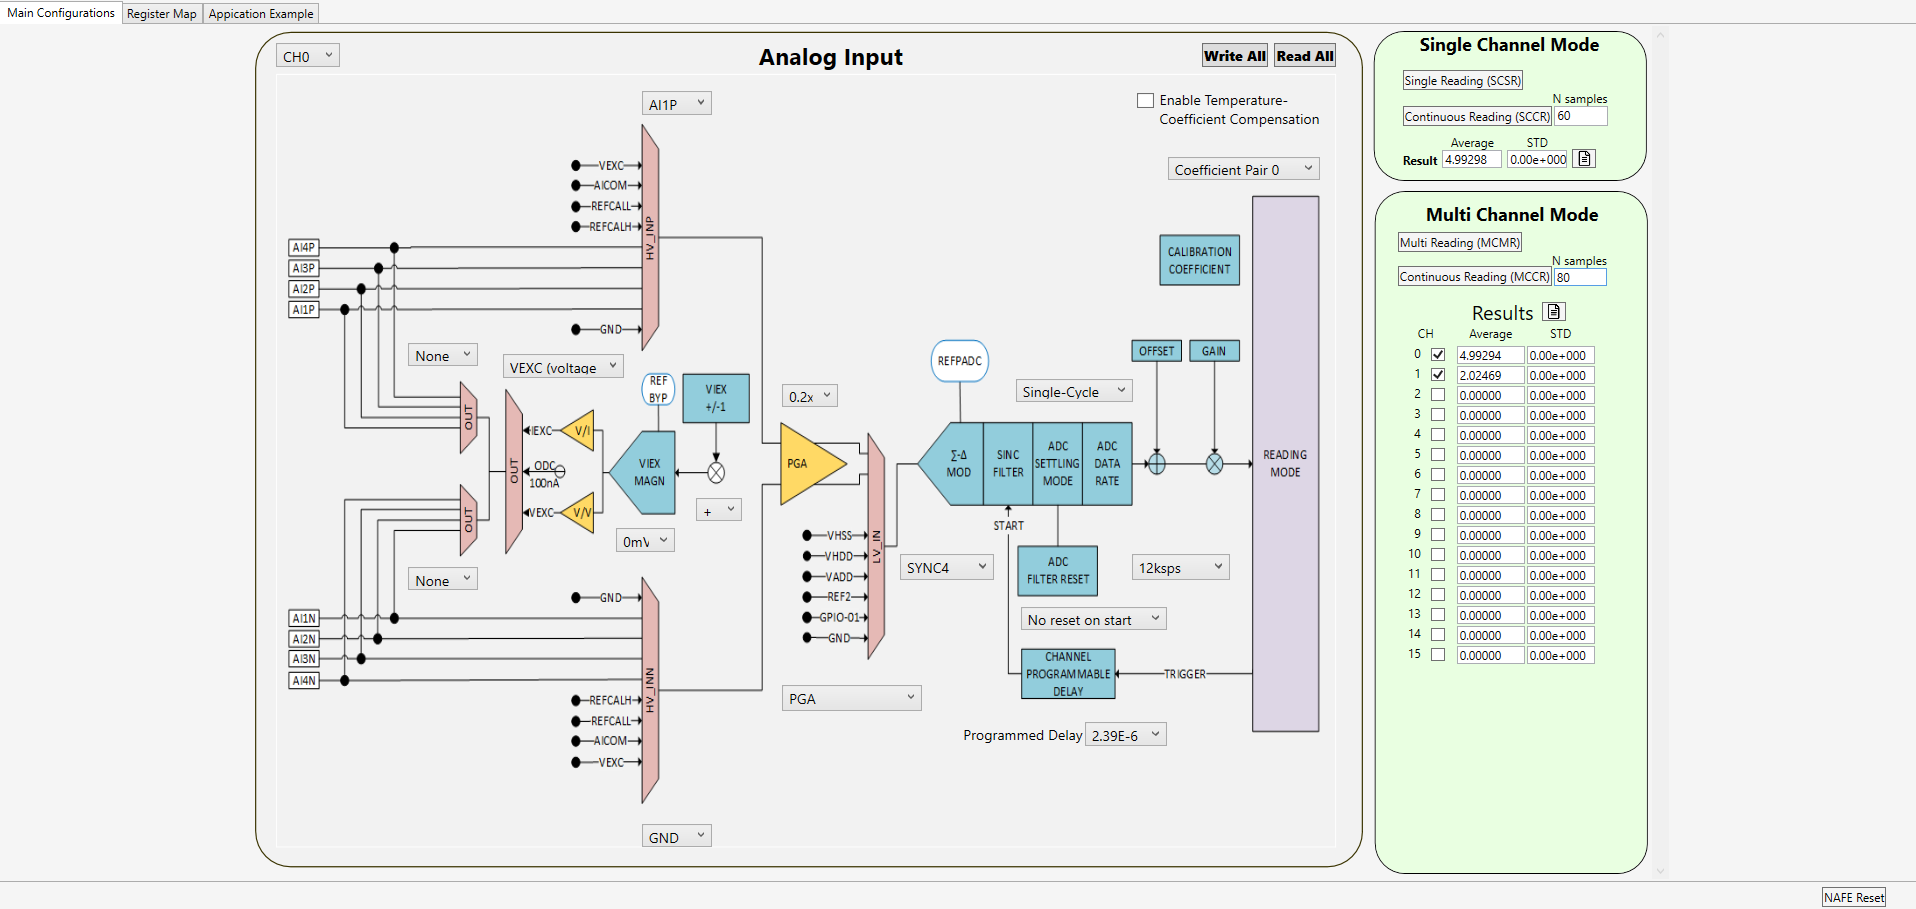 Main Configurations
Register Map
Appication Example
CH0
Analog Input
Write All
Read All
AI1P
Enable Temperature-
Coefficient Compensation
Coefficient Pair 0
VEXC
AICOM
REFCALL
REFCALH
HV_INP
AI4P
AI3P
AI2P
AI1P
GND
CALIBRATION
COEFFICIENT
None
VEXC (voltage
REF
BYP
VIEX
+/-1
0.2x
REFPADC
OFFSET
GAIN
Single-Cycle
OUT
IEXC
V/I
OUT
ODC
100nA
VIEX
MAGN
PGA
Σ-Δ
MOD
SINC
FILTER
ADC
SETTLING
MODE
ADC
DATA
RATE
READING
MODE
OUT
VEXC
V/V
+
0mV
START
VHSS
VHDD
VADD
REF2
GPIO-01
GND
LV_IN
SYNC4
ADC
FILTER RESET
12ksps
None
No reset on start
GND
AI1N
AI2N
AI3N
AI4N
HV_INN
REFCALH
REFCALL
AICOM
VEXC
CHANNEL
PROGRAMMABLE
DELAY
TRIGGER
PGA
Programmed Delay
2.39E-6
GND
Single Channel Mode
Single Reading (SCSR)
N samples
Continuous Reading (SCCR)
60
Average STD
Result 4.99298 0.00e+000
Multi Channel Mode
Multi Reading (MCMR)
N samples
Continuous Reading (MCCR)
80
Results
CH Average STD
0 4.99294 0.00e+000
1 2.02469 0.00e+000
2 0.00000 0.00e+000
3 0.00000 0.00e+000
4 0.00000 0.00e+000
5 0.00000 0.00e+000
6 0.00000 0.00e+000
7 0.00000 0.00e+000
8 0.00000 0.00e+000
9 0.00000 0.00e+000
10 0.00000 0.00e+000
11 0.00000 0.00e+000
12 0.00000 0.00e+000
13 0.00000 0.00e+000
14 0.00000 0.00e+000
15 0.00000 0.00e+000
NAFE Reset